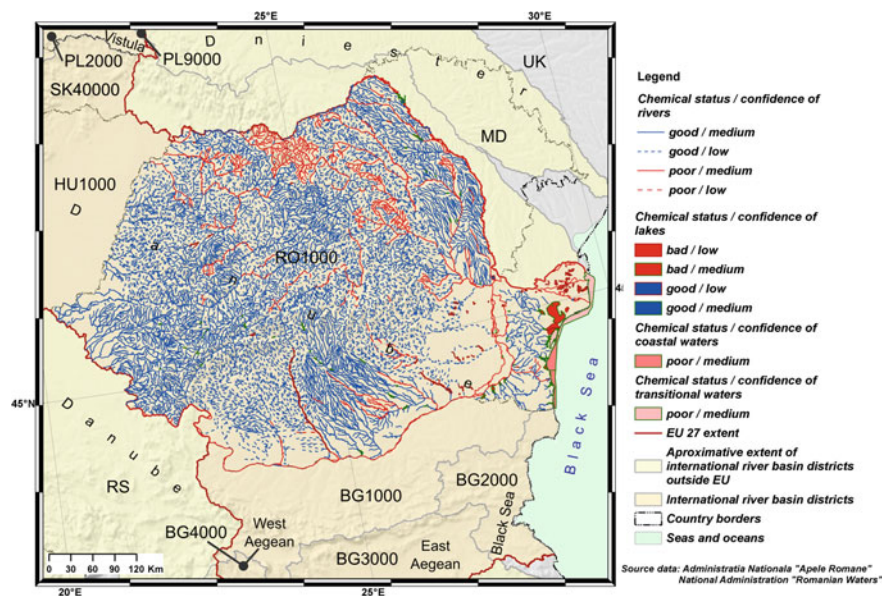 25°E
30°E
Vistula
Dniester
PL2000
PL9000
SK40000
UK
MD
HU1000
RO1000
Danube
45°N
Danube
RS
Black Sea
BG1000
BG2000
Black Sea
BG4000
West
Aegean
BG3000
East
Aegean
0 30 60 90 120
Km
20°E
25°E
Legend
Chemical status / confidence of
rivers
good / medium
good / low
poor / medium
poor / low
Chemical status / confidence of
lakes
bad / low
bad / medium
good / low
good / medium
Chemical status / confidence of
coastal waters
poor / medium
Chemical status / confidence of
transitional waters
poor / medium
EU 27 extent
Aproximative extent of
international river basin districts
outside EU
International river basin districts
Country borders
Seas and oceans
Source data: Administratia Nationala "Apele Romane"
National Administration "Romanian Waters"